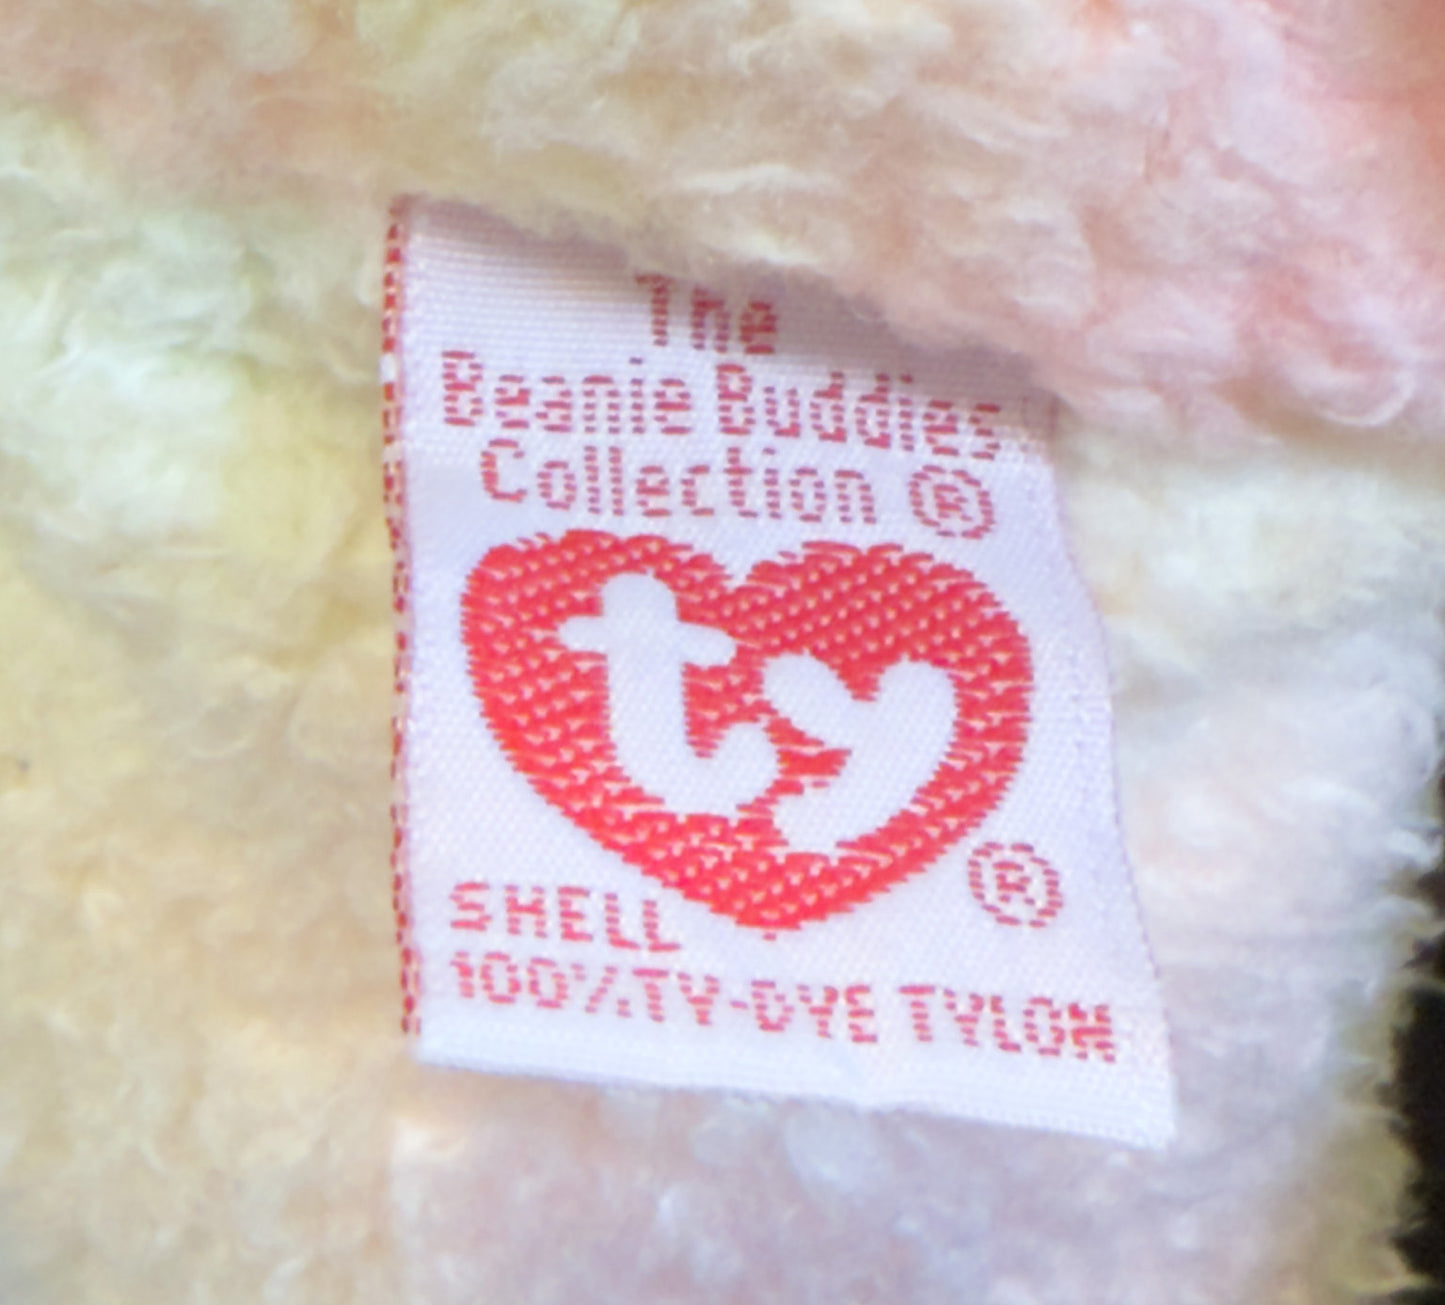 The
Beanie Buddies
Collection ®
ty
®
SHELL
100% TY-DYE TYLON